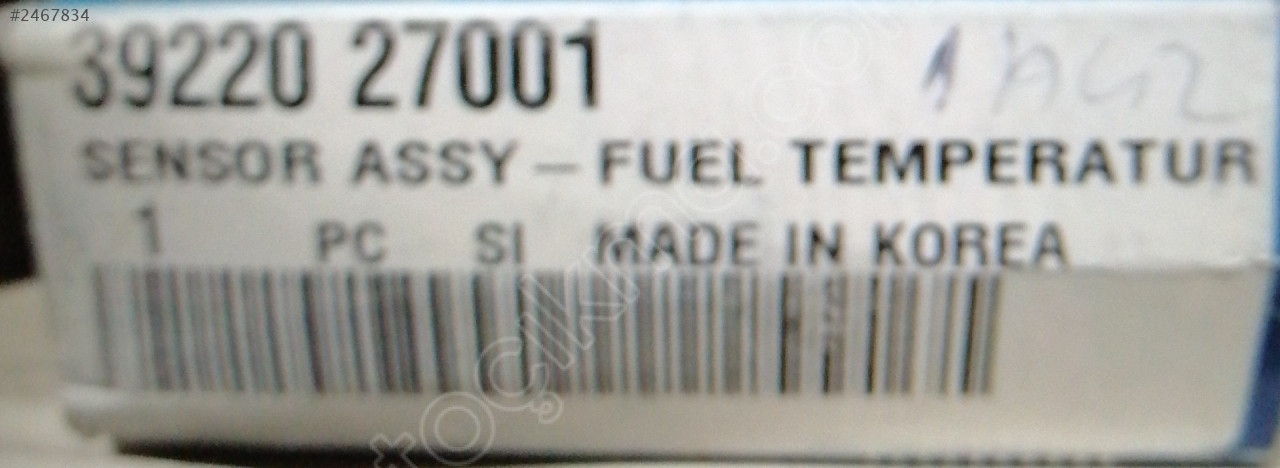 #2467834
39220 27001
SENSOR ASSY - FUEL TEMPERATUR
1 PC SI MADE IN KOREA